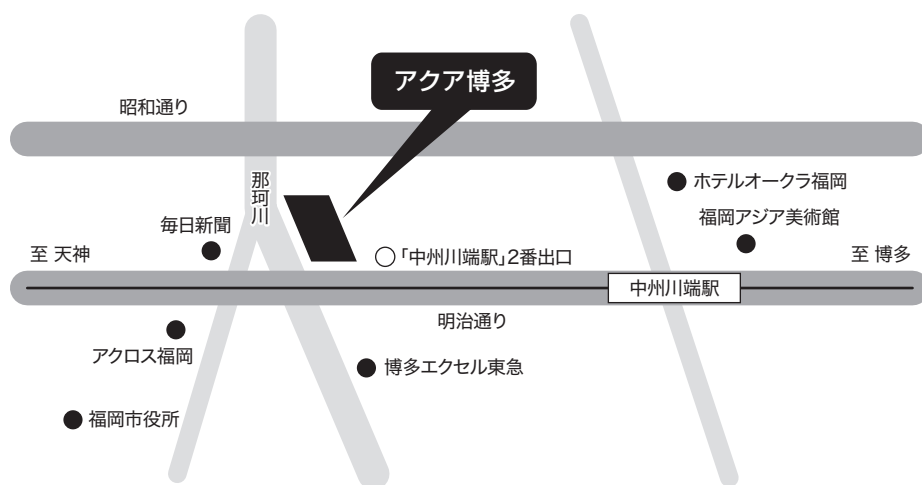 アクア博多
昭和通り
那珂川
ホテルオークラ福岡
毎日新聞
福岡アジア美術館
至 天神
「中州川端駅」2番出口
至 博多
中州川端駅
明治通り
アクロス福岡
博多エクセル東急
福岡市役所